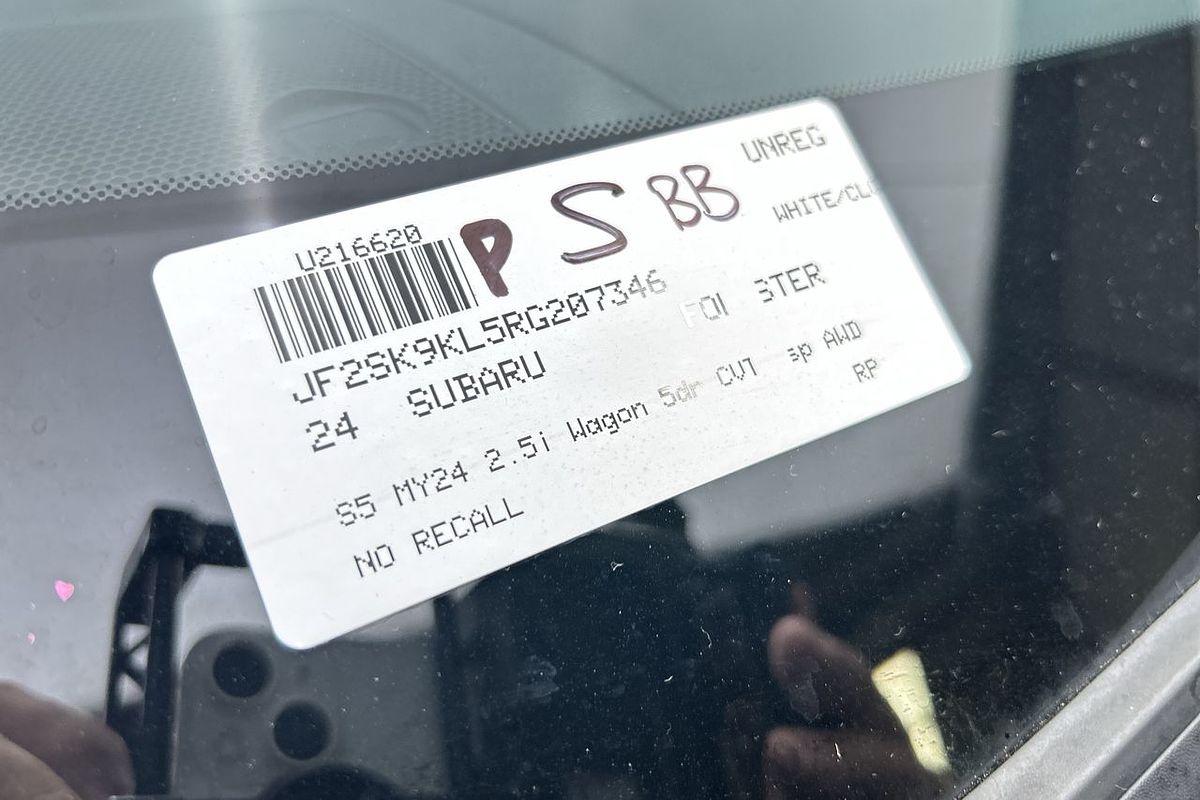 U216620 P S BB UNREG
JF2SK9KL5RG207346 WHITE/CL
24 SUBARU
S5 MY24 2.5i Wagon 5dr CVT AWD
NO RECALL RP